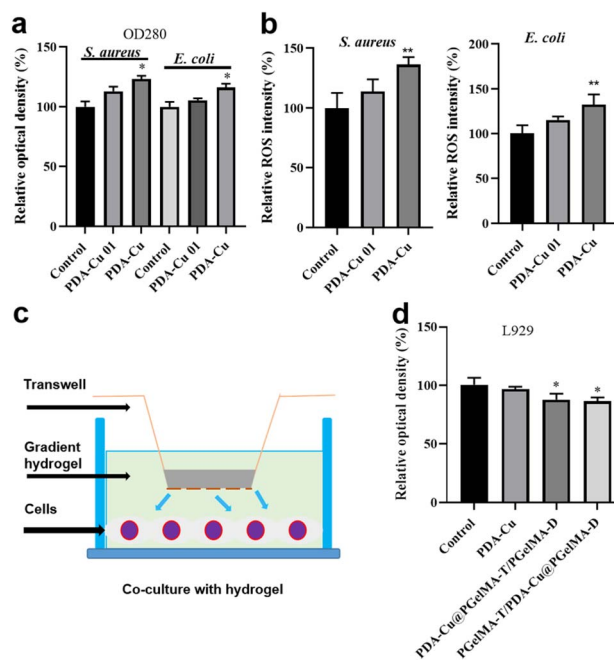 a
OD280
Relative optical density (%)
S. aureus
E. coli
*
*
150
100
50
0
Control
PDA-Cu 01
PDA-Cu
Control
PDA-Cu 01
PDA-Cu
b
Relative ROS intensity (%)
S. aureus
**
200
150
100
50
0
Control
PDA-Cu 01
PDA-Cu
Relative ROS intensity (%)
E. coli
**
200
150
100
50
0
Control
PDA-Cu 01
PDA-Cu
c
Transwell
Gradient
hydrogel
Cells
Co-culture with hydrogel
d
Relative optical density (%)
L929
*
*
150
100
50
0
Control
PDA-Cu
PDA-Cu@PGelMA-T/PGelMA-D
PGelMA-T/PDA-Cu@PGelMA-D